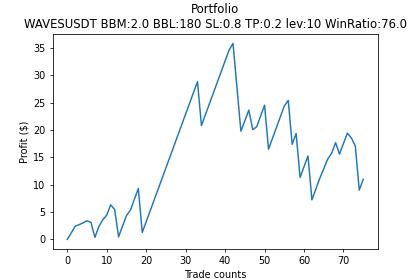 Portfolio
WAVESUSDT BBM:2.0 BBL:180 SL:0.8 TP:0.2 lev:10 WinRatio:76.0
35
30
25
20
15
10
5
0
Profit ($)
0 10 20 30 40 50 60 70
Trade counts